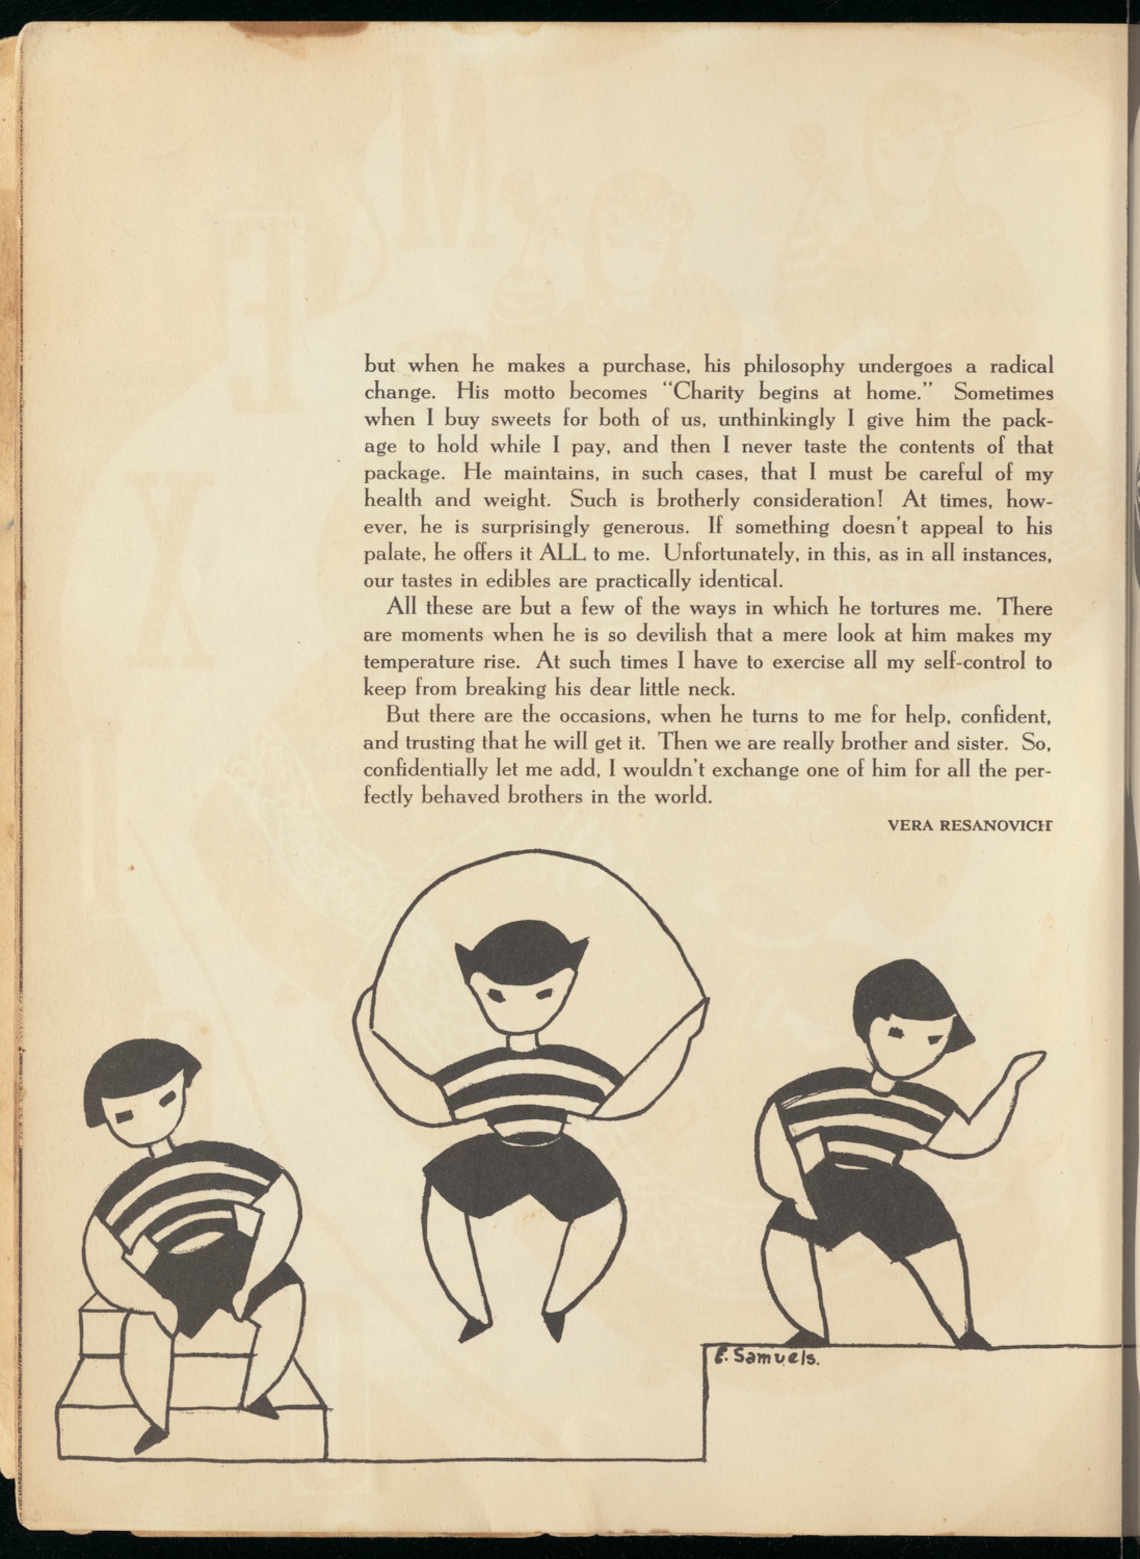 but when he makes a purchase, his philosophy undergoes a radical
change. His motto becomes “Charity begins at home.” Sometimes
when I buy sweets for both of us, unthinkingly I give him the pack-
age to hold while I pay, and then I never taste the contents of that
package. He maintains, in such cases, that I must be careful of my
health and weight. Such is brotherly consideration! At times, how-
ever, he is surprisingly generous. If something doesn't appeal to his
palate, he offers it ALL to me. Unfortunately, in this, as in all instances,
our tastes in edibles are practically identical.
All these are but a few of the ways in which he tortures me. There
are moments when he is so devilish that a mere look at him makes my
temperature rise. At such times I have to exercise all my self-control to
keep from breaking his dear little neck.
But there are the occasions, when he turns to me for help, confident,
and trusting that he will get it. Then we are really brother and sister. So,
confidentially let me add, I wouldn't exchange one of him for all the per-
fectly behaved brothers in the world.
VERA RESANOVICH
E. Samuels.